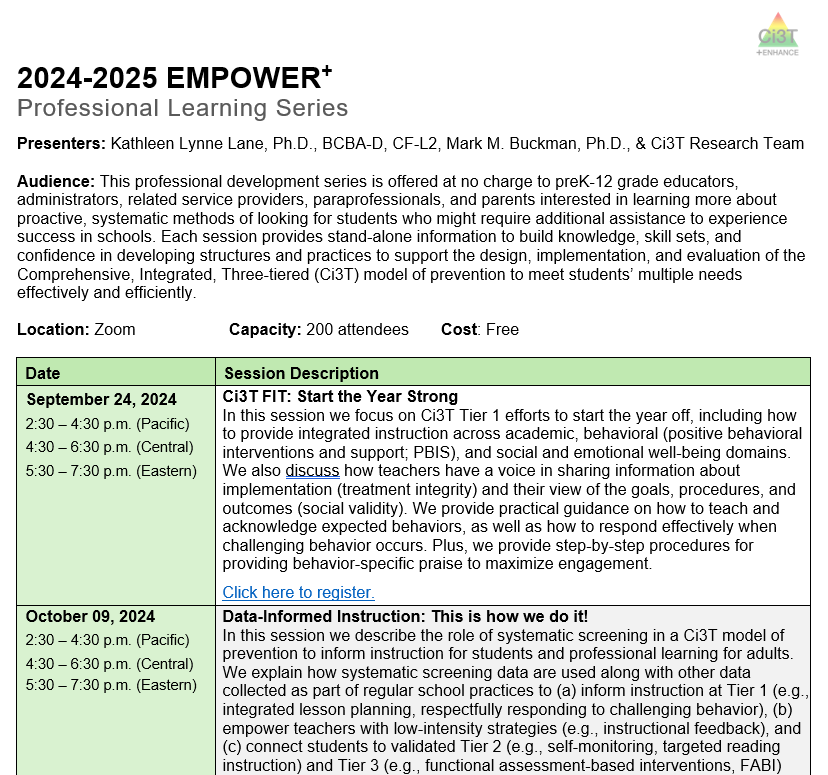 Ci3T
+ENHANCE
2024-2025 EMPOWER+
Professional Learning Series
Presenters: Kathleen Lynne Lane, Ph.D., BCBA-D, CF-L2, Mark M. Buckman, Ph.D., & Ci3T Research Team
Audience: This professional development series is offered at no charge to preK-12 grade educators,
administrators, related service providers, paraprofessionals, and parents interested in learning more about
proactive, systematic methods of looking for students who might require additional assistance to experience
success in schools. Each session provides stand-alone information to build knowledge, skill sets, and
confidence in developing structures and practices to support the design, implementation, and evaluation of the
Comprehensive, Integrated, Three-tiered (Ci3T) model of prevention to meet students' multiple needs
effectively and efficiently.
Location: Zoom Capacity: 200 attendees Cost: Free
Date Session Description
September 24, 2024
2:30 – 4:30 p.m. (Pacific)
4:30 – 6:30 p.m. (Central)
5:30 – 7:30 p.m. (Eastern)
Ci3T FIT: Start the Year Strong
In this session we focus on Ci3T Tier 1 efforts to start the year off, including how
to provide integrated instruction across academic, behavioral (positive behavioral
interventions and support; PBIS), and social and emotional well-being domains.
We also discuss how teachers have a voice in sharing information about
implementation (treatment integrity) and their view of the goals, procedures, and
outcomes (social validity). We provide practical guidance on how to teach and
acknowledge expected behaviors, as well as how to respond effectively when
challenging behavior occurs. Plus, we provide step-by-step procedures for
providing behavior-specific praise to maximize engagement.
Click here to register.
October 09, 2024
2:30 – 4:30 p.m. (Pacific)
4:30 – 6:30 p.m. (Central)
5:30 – 7:30 p.m. (Eastern)
Data-Informed Instruction: This is how we do it!
In this session we describe the role of systematic screening in a Ci3T model of
prevention to inform instruction for students and professional learning for adults.
We explain how systematic screening data are used along with other data
collected as part of regular school practices to (a) inform instruction at Tier 1 (e.g.,
integrated lesson planning, respectfully responding to challenging behavior), (b)
empower teachers with low-intensity strategies (e.g., instructional feedback), and
(c) connect students to validated Tier 2 (e.g., self-monitoring, targeted reading
instruction) and Tier 3 (e.g., functional assessment-based interventions, FABI)